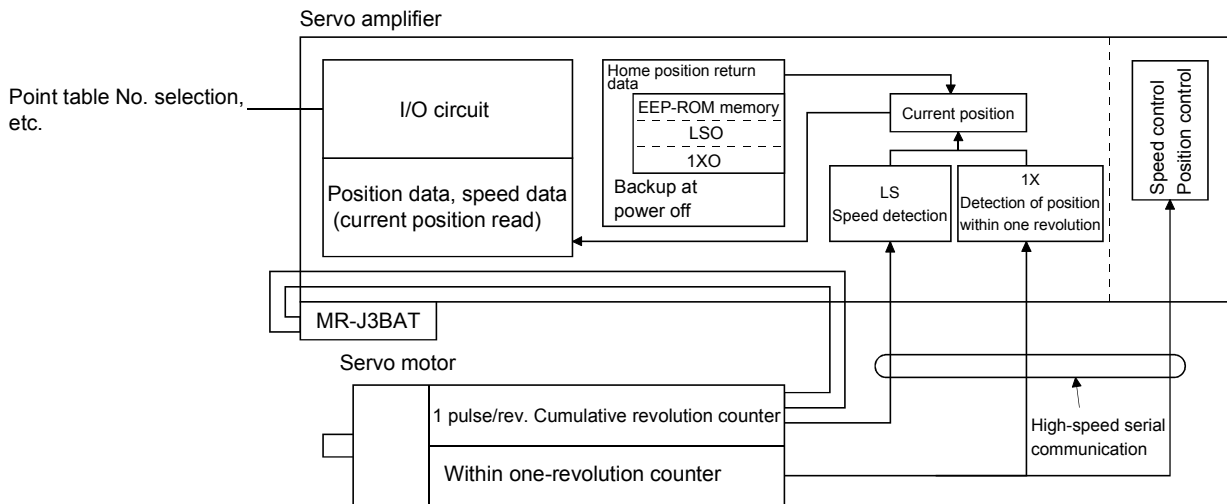 Servo amplifier
Point table No. selection,
etc.
I/O circuit
Position data, speed data
(current position read)
Home position return
data
EEP-ROM memory
LSO
1XO
Backup at
power off
Current position
LS
Speed detection
1X
Detection of position
within one revolution
Speed control
Position control
MR-J3BAT
Servo motor
1 pulse/rev. Cumulative revolution counter
Within one-revolution counter
High-speed serial
communication